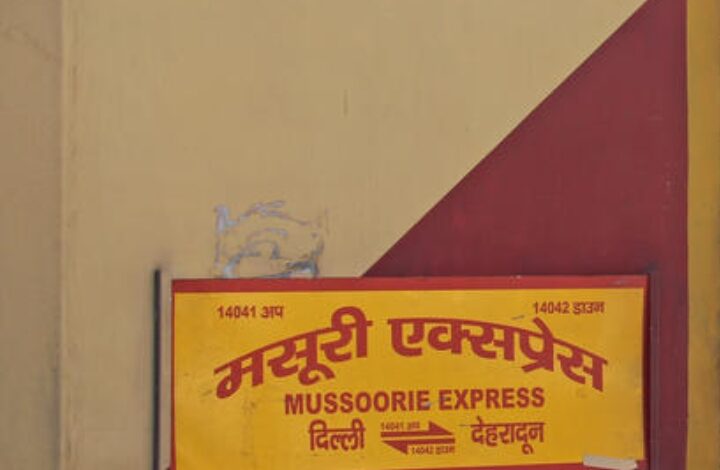 14041 अप 14042 डाउन
मसूरी एक्सप्रेस
MUSSOORIE EXPRESS
दिल्ली 14041 अप देहरादून
14042 डाउन